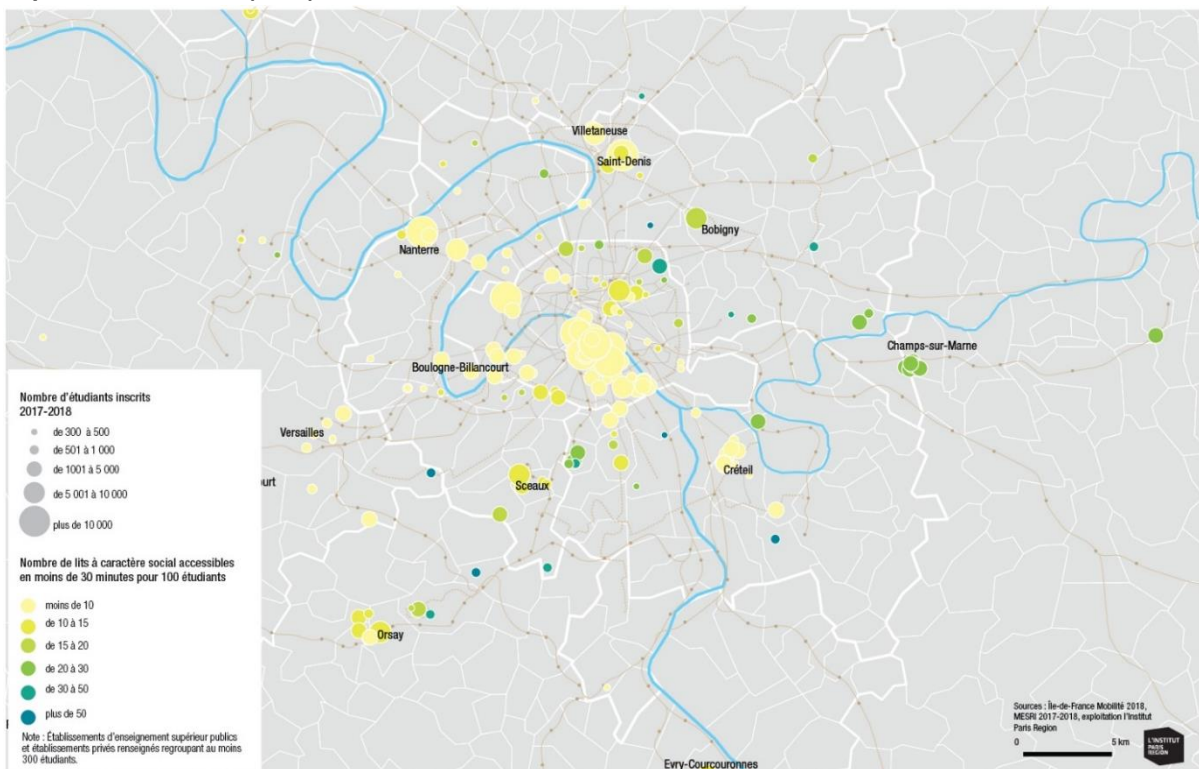 Villetaneuse
Saint-Denis
Bobigny
Nanterre
Champs-sur-Marne
Boulogne-Billancourt
Versailles
Créteil
Sceaux
Orsay
Evry-Courcouronnes
Nombre d'étudiants inscrits
2017-2018
de 300 à 500
de 501 à 1 000
de 1001 à 5 000
de 5 001 à 10 000
plus de 10 000
Nombre de lits à caractère social accessibles
en moins de 30 minutes pour 100 étudiants
moins de 10
de 10 à 15
de 15 à 20
de 20 à 30
de 30 à 50
plus de 50
Note : Établissements d'enseignement supérieur publics
et établissements privés renseignés regroupant au moins
300 étudiants.
Sources : Île-de-France Mobilité 2018,
MESRI 2017-2018, exploitation l'Institut
Paris Region
0 5 km
L'INSTITUT
PARIS
REGION